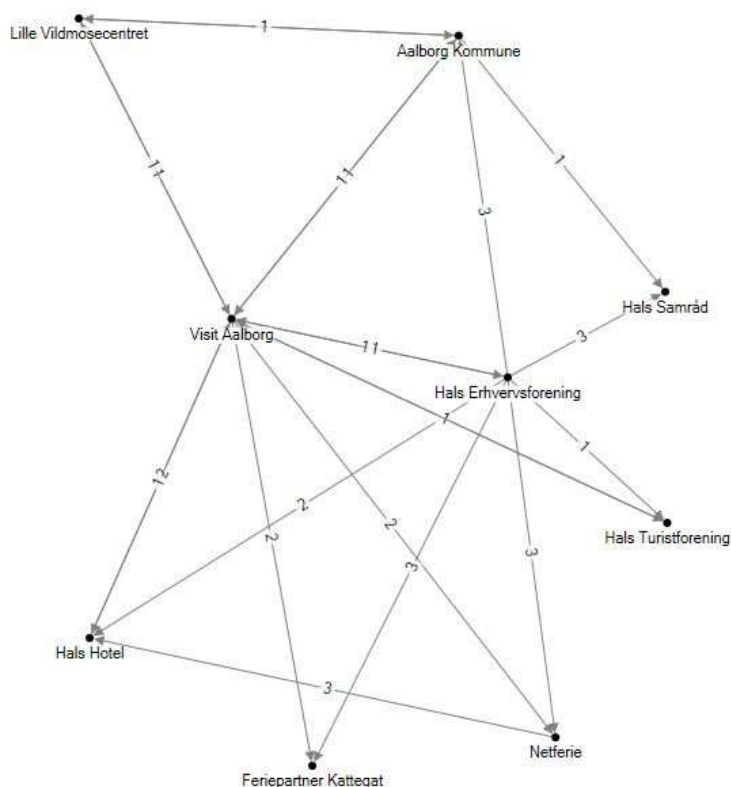 Lille Vildmosecentret
1
Aalborg Kommune
11
11
1
3
Hals Samråd
Visit Aalborg
11
3
Hals Erhvervsforening
1
1
12
2
2
3
Hals Turistforening
2
3
Hals Hotel
3
Netferie
Feriepartner Kattegat